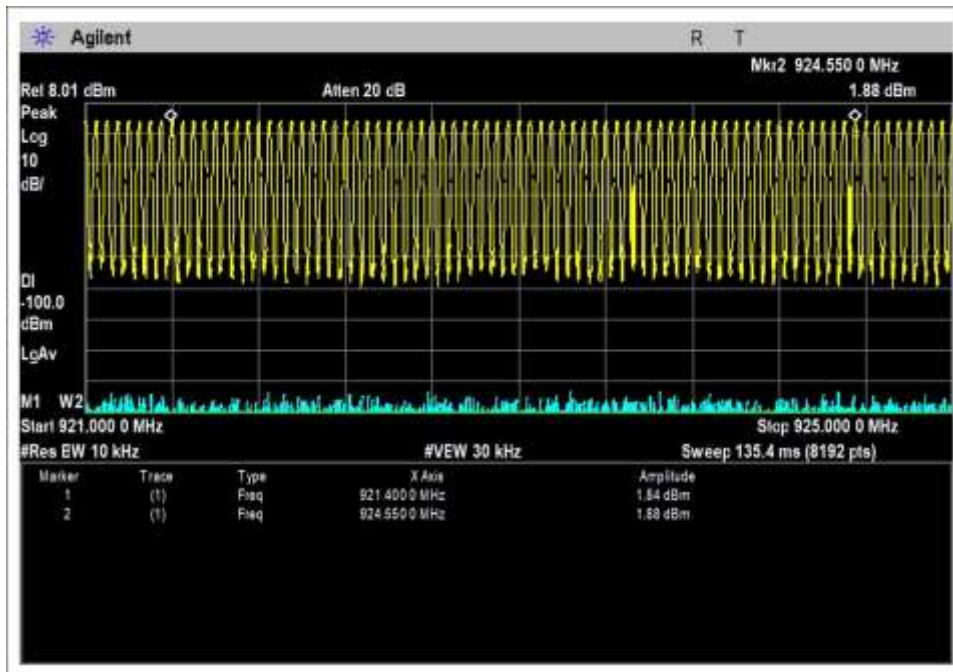 Agilent
R T
Mkr2 924.550 0 MHz
Ref 8.01 dBm Atten 20 dB 1.88 dBm
Peak
Log
10
dB/
DI
-100.0
dBm
LgAv
M1 W2
Start 921.000 0 MHz Stop 925.000 0 MHz
#Res BW 10 kHz #VBW 30 kHz Sweep 135.4 ms (8192 pts)
Marker Trace Type X Axis Amplitude
1 (1) Freq 921.4000 MHz 1.84 dBm
2 (1) Freq 924.5500 MHz 1.88 dBm